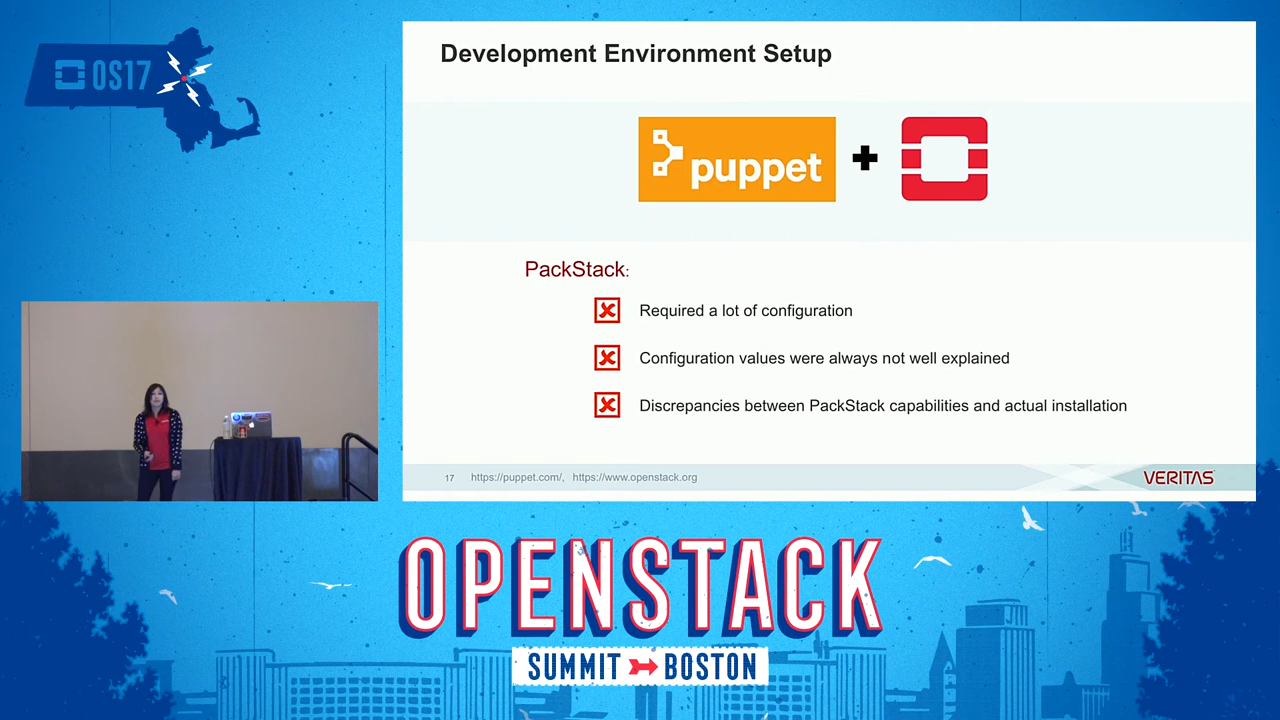 OS17
Development Environment Setup
puppet
PackStack:
Required a lot of configuration
Configuration values were always not well explained
Discrepancies between PackStack capabilities and actual installation
17 https://puppet.com/, https://www.openstack.org
VERITAS
OPENSTACK
SUMMIT BOSTON